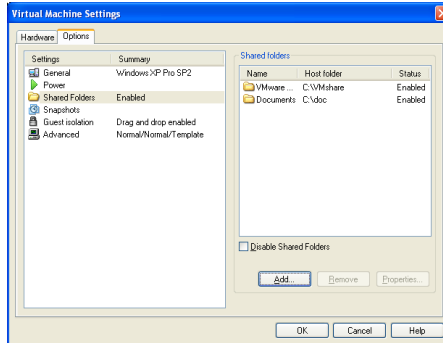 Virtual Machine Settings
Hardware Options
Settings Summary
General Windows XP Pro SP2
Power
Shared Folders Enabled
Snapshots
Guest isolation Drag and drop enabled
Advanced Normal/Normal/Template
Shared folders
Name Host folder Status
VMware ... C:\VMshare Enabled
Documents C:\doc Enabled
Disable Shared Folders
Add... Remove Properties...
OK Cancel Help